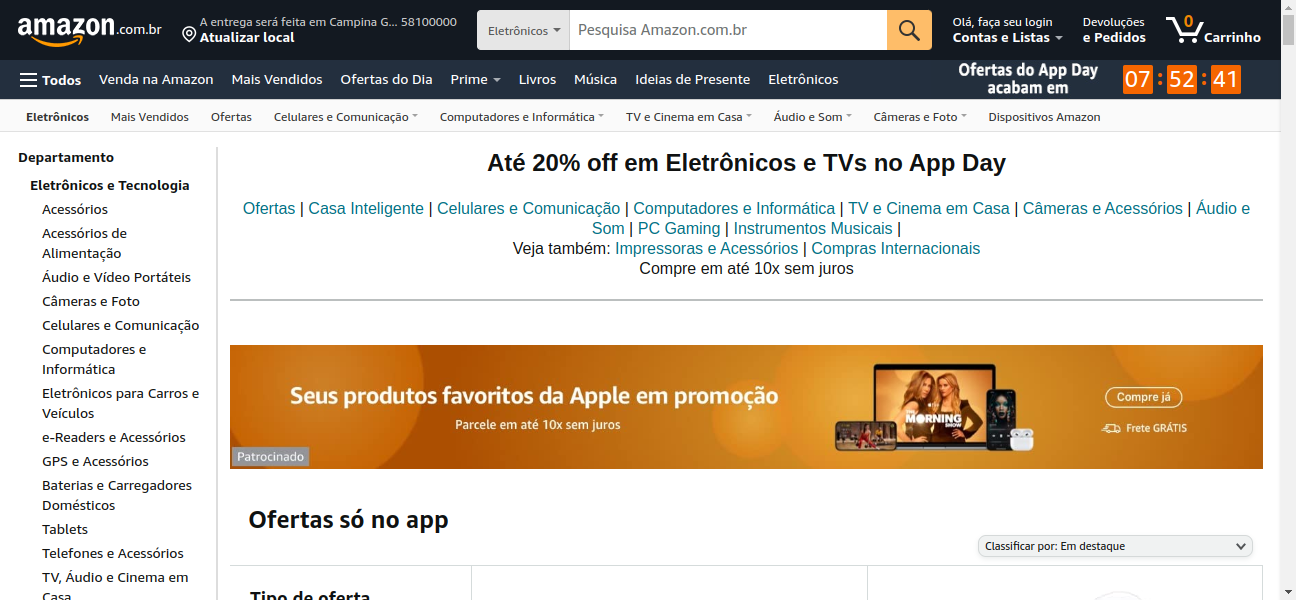 amazon.com.br
A entrega será feita em Campina G... 58100000
Atualizar local
Eletrônicos
Pesquisa Amazon.com.br
Olá, faça seu login
Contas e Listas
Devoluções
e Pedidos
0
Carrinho
Todos
Venda na Amazon
Mais Vendidos
Ofertas do Dia
Prime
Livros
Música
Ideias de Presente
Eletrônicos
Ofertas do App Day
acabam em
07 : 52 : 41
Eletrônicos
Mais Vendidos
Ofertas
Celulares e Comunicação
Computadores e Informática
TV e Cinema em Casa
Áudio e Som
Câmeras e Foto
Dispositivos Amazon
Departamento
Eletrônicos e Tecnologia
Acessórios
Acessórios de
Alimentação
Áudio e Vídeo Portáteis
Câmeras e Foto
Celulares e Comunicação
Computadores e
Informática
Eletrônicos para Carros e
Veículos
e-Readers e Acessórios
GPS e Acessórios
Baterias e Carregadores
Domésticos
Tablets
Telefones e Acessórios
TV, Áudio e Cinema em
Casa
Até 20% off em Eletrônicos e TVs no App Day
Ofertas | Casa Inteligente | Celulares e Comunicação | Computadores e Informática | TV e Cinema em Casa | Câmeras e Acessórios | Áudio e
Som | PC Gaming | Instrumentos Musicais |
Veja também: Impressoras e Acessórios | Compras Internacionais
Compre em até 10x sem juros
Seus produtos favoritos da Apple em promoção
Parcele em até 10x sem juros
THE
MORNING
SHOW
Compre já
Frete GRÁTIS
Patrocinado
Ofertas só no app
Classificar por: Em destaque
Tipo de oferta